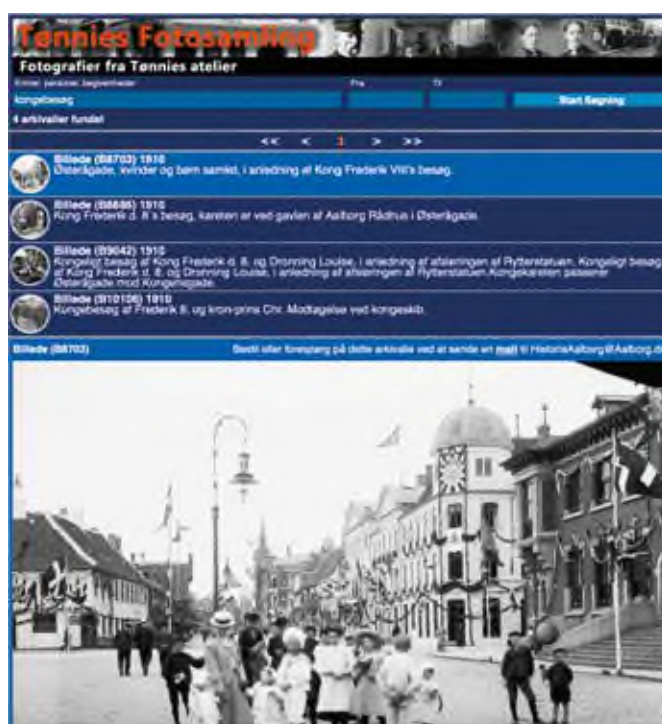 Tønnies Fotosamling
Fotografier fra Tønnies atelier
Emner, personer, begivenheder Fra Til
kongebesøg Start Søgning
4 arkivalier fundet
<< < 1 > >>
Billede (B8703) 1910
Østerågade, kvinder og børn samlet, i anledning af Kong Frederik VIII's besøg.
Billede (B8686) 1910
Kong Frederik d. 8's besøg, kareten er ved gavlen af Aalborg Rådhus i Østerågade.
Billede (B9042) 1910
Kongeligt besøg af Kong Frederik d. 8. og Dronning Louise, i anledning af afsløringen af Rytterstatuen. Kongeligt besøg
af Kong Frederik d. 8. og Dronning Louise, i anledning af afsløringen af Rytterstatuen.Kongekareten passerer
Østerågade mod Kongensgade.
Billede (B10106) 1910
Kongebesøg af Frederik 8. og kron-prins Chr. Modtagelse ved kongeskib.
Billede (B8703) Bestil eller forespørg på dette arkivalie ved at sende en mail til HistoriskAalborg@Aalborg.dk